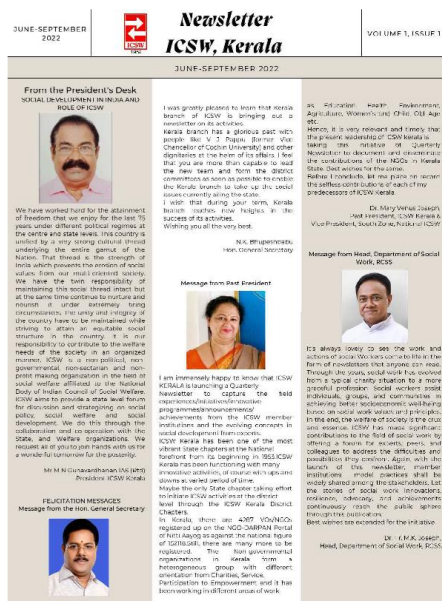 JUNE-SEPTEMBER
2022
ICSW
Newsletter
ICSW, Kerala
VOLUME 1, ISSUE 1
JUNE-SEPTEMBER 2022
From the President's Desk
SOCIAL DEVELOPMENT IN INDIA AND
ROLE OF ICSW
We have worked hard for the attainment
of freedom that we enjoy for the last 75
years under different political regimes at
the centre and state levels. This country is
unified by a very strong cultural thread
underlying the entire gamut of the
Nation. That thread is the strength of
India which prevents the erosion of social
values from our multi-ethnic society.
We have the twin responsibility of
maintaining this social thread intact but
at the same time continue to nurture and
nourish it under extremely tiring
circumstances. The unity and integrity of
the country have to be maintained while
striving to attain an equitable social
structure in the country. It is our
responsibility to contribute to the welfare
needs of the society in an organized
manner. ICSW is a non-political, non-
governmental, non-sectarian and non-
profit making organization in the field of
social welfare affiliated to the National
Body of Indian Council of Social Welfare.
ICSW aims to provide a state level forum
for discussion and strategising on social
policy, social welfare and social
development. We do this through the
collaboration and co-operation with the
State, and Welfare organizations. We
request all of you to join hands with us for
a wonderful tomorrow for the posterity.
Mr M N Gunavardhanan IAS (Rtd)
President ICSW Kerala
FELICITATION MESSAGES
Message from the Hon. General Secretary
I was greatly pleased to learn that Kerala
branch of ICSW is bringing out a
newsletter on its activities.
Kerala branch has a glorious past with
people like V J Pappu (former Vice
Chancellor of Cochin University) and other
dignitaries at the helm of its affairs. I feel
that you are more than capable to lead
the new team and form the district
committees as soon as possible to enable
the Kerala branch to take up the social
issues currently ailing the state.
I wish that during your term, Kerala
branch reaches new heights in the
success of its activities.
Wishing you all the very best.
Hon. General Secretary
Message from Past President
I am immensely happy to know that ICSW
KERALA is launching a Quarterly
Newsletter to capture the field
experiences/initiatives/innovative
programmes/announcements/
achievements from the ICSW member
institutions and the evolving concepts in
social development from experts.
ICSW Kerala has been one of the most
vibrant State chapters at the National
forefront from its beginning in 1953. ICSW
Kerala has been functioning with many
innovative activities, of course with ups and
downs at varied period of time.
Maybe the only State chapter taking effort
to initiate ICSW activities at the district
level through the ICSW Kerala District
Chapters.
In Kerala, there are 4287 VOs/NGOs
registered up on the NGO-DARPAN Portal
of Niti Aayog as against the national figure
of 152118. Still, there are many more to be
registered. The Non-governmental
organizations in Kerala form a
heterogeneous group with different
orientation from Charities, Service,
Participation to Empowerment; and it has
been working in different areas of work
as Education Health Environment,
Agriculture, Women's and Child, Old Age
etc.
Hence, it is very relevant and timely that
the present leadership of ICSW Kerala is
taking this initiative of Quarterly
Newsletter to document and disseminate
the contributions of the NGOs in Kerala
State. Best wishes for the same.
Before I conclude, let me place on record
the selfless contributions of each of my
predecessors of ICSW Kerala.
Dr. Mary Venus Joseph,
Past President, ICSW Kerala &
Vice President, South Zone, National ICSW
Message from Head, Department of Social
Work, RCSS
It's always lovely to see the work and
actions of Social Workers come to life in the
form of newsletters that anyone can read.
Through the years, social work has evolved
from a typical charity situation to a more
graceful profession. Social workers assist
individuals, groups, and communities in
achieving better socioeconomic well-being
based on social work values and principles.
In the end, the welfare of society is the crux
and essence. ICSW has made significant
contributions to the field of social work by
offering a forum for experts, peers, and
colleagues to address the difficulties and
possibilities they confront. Again, with the
launch of this newsletter, member
institutions model practices shall be
widely shared among the stakeholders. Let
the stories of social work innovations,
resilience, advocacy, and achievements
continuously reach the public sphere
through this publication.
Best wishes are extended for the initiative.
M.K. Joseph,
Head, Department of Social Work, RCSS